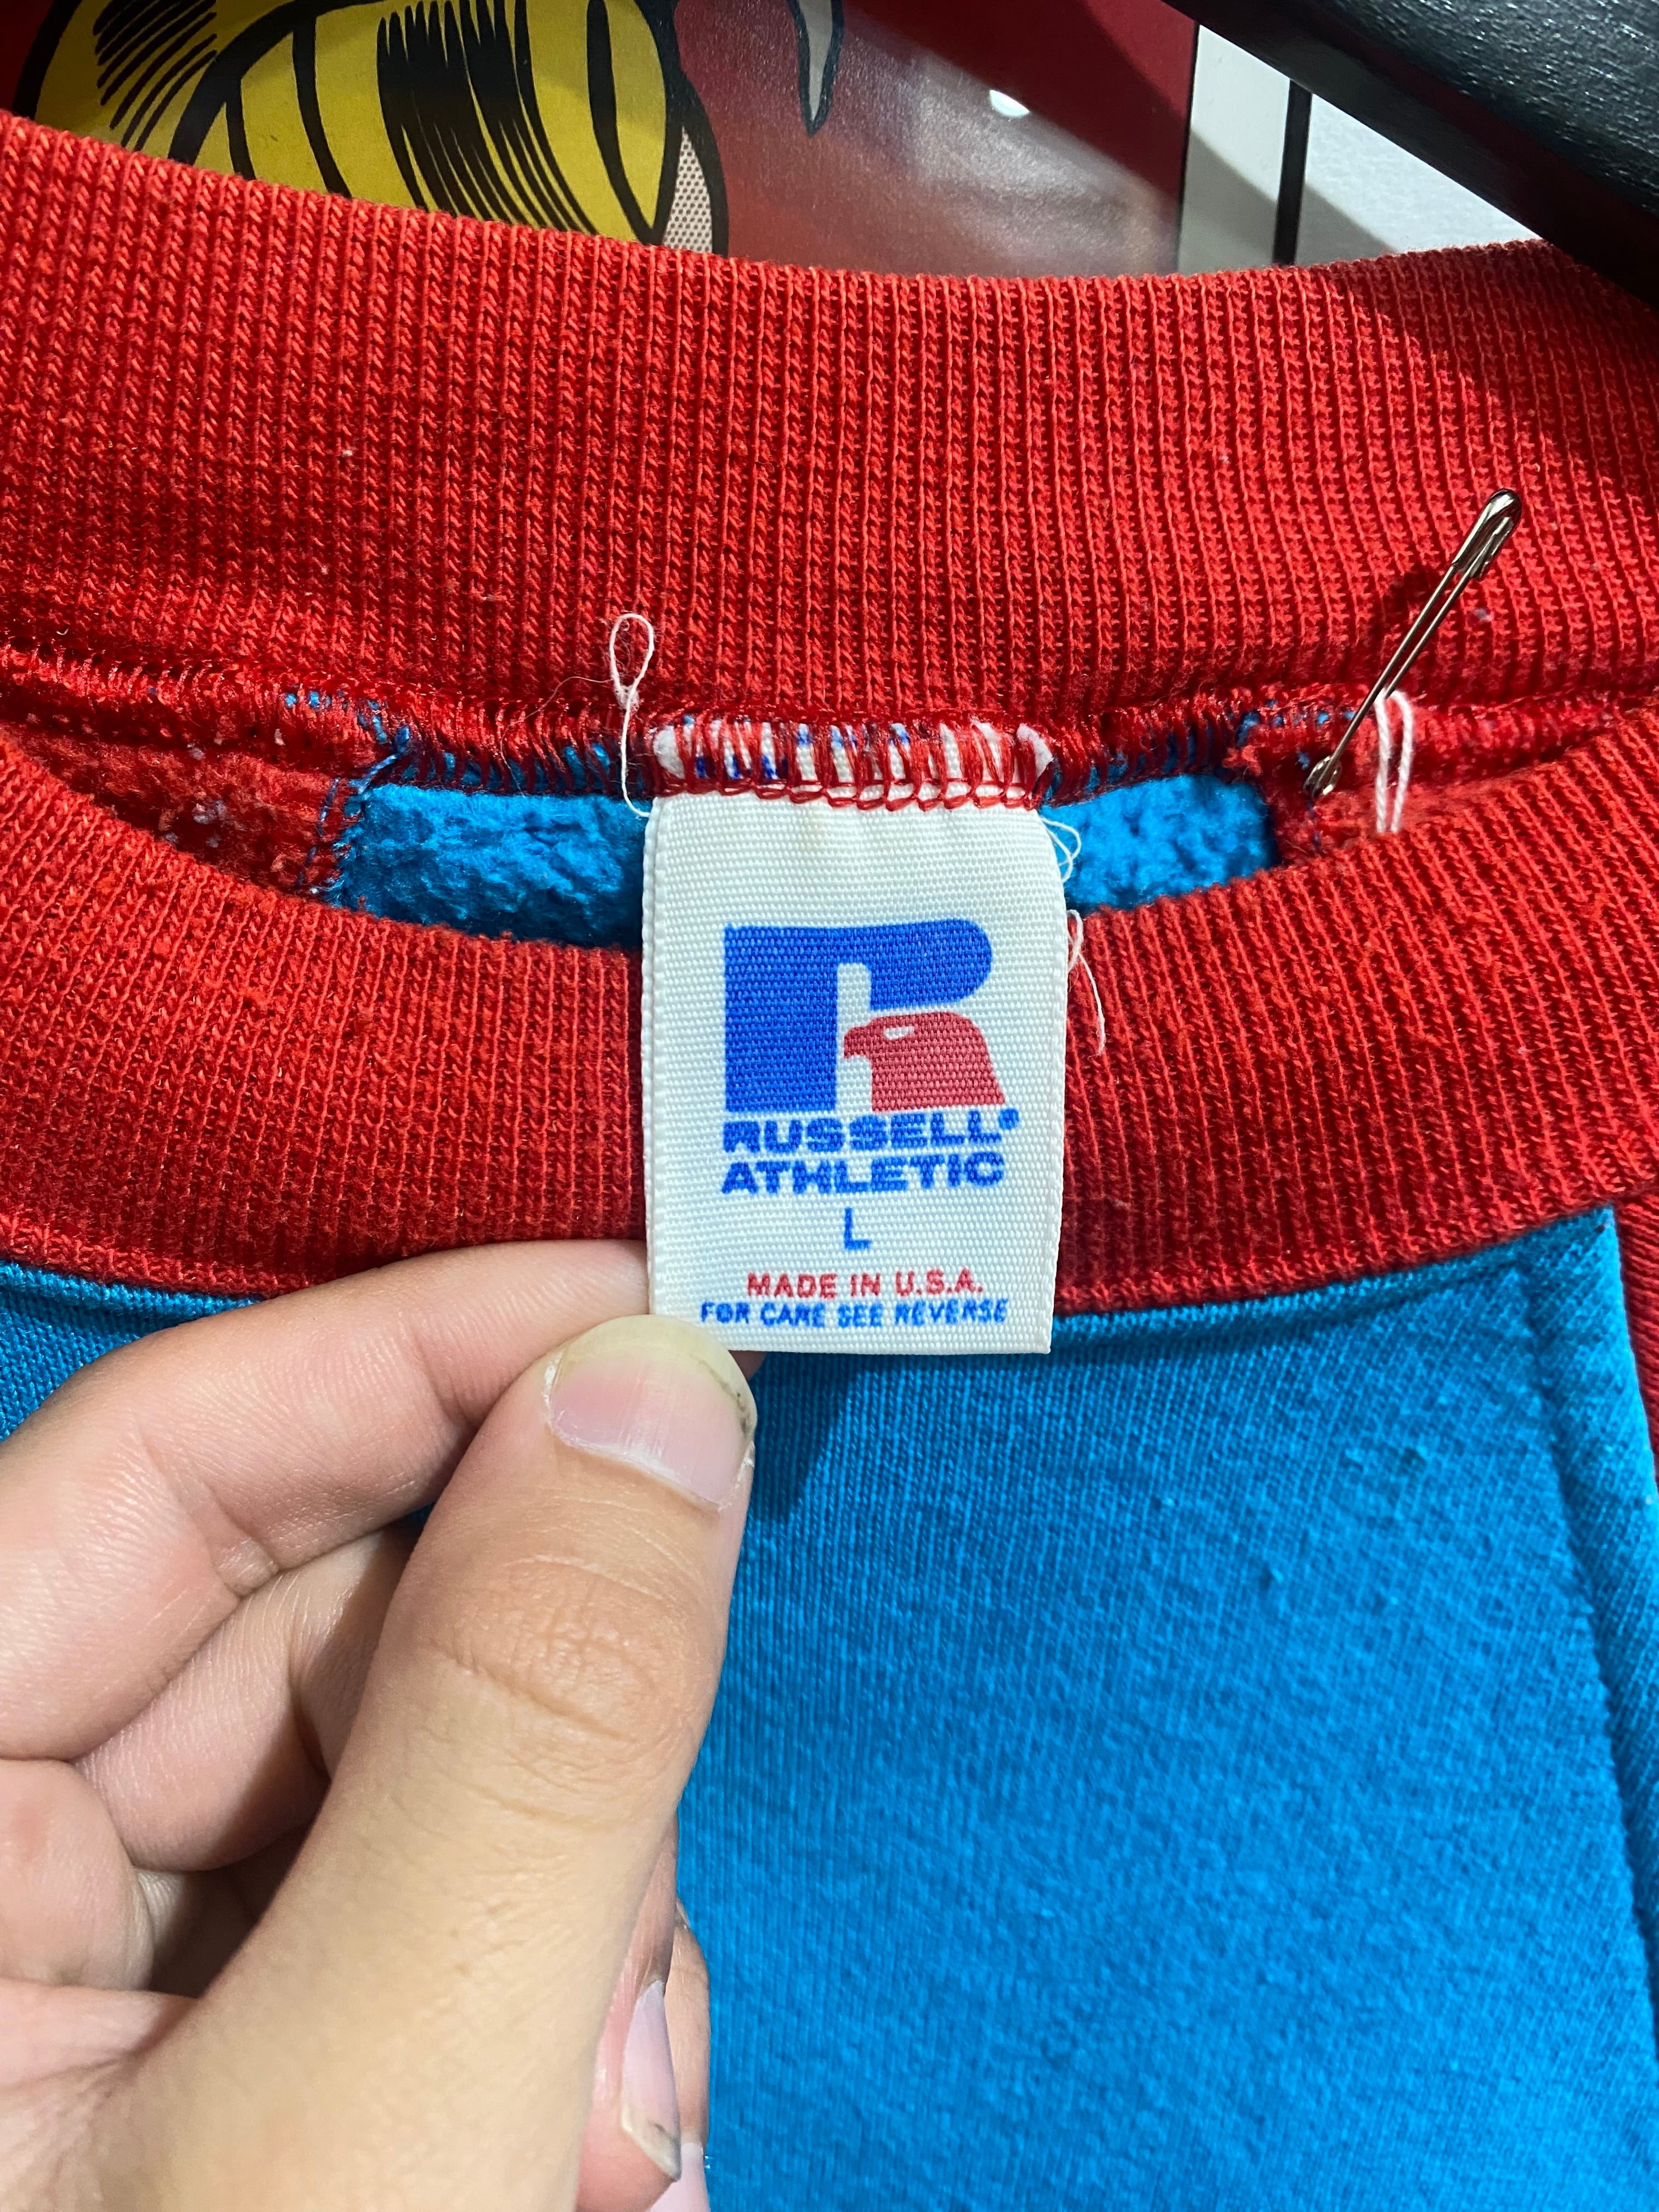 RUSSELL®
ATHLETIC
L
MADE IN U.S.A.
FOR CARE SEE REVERSE